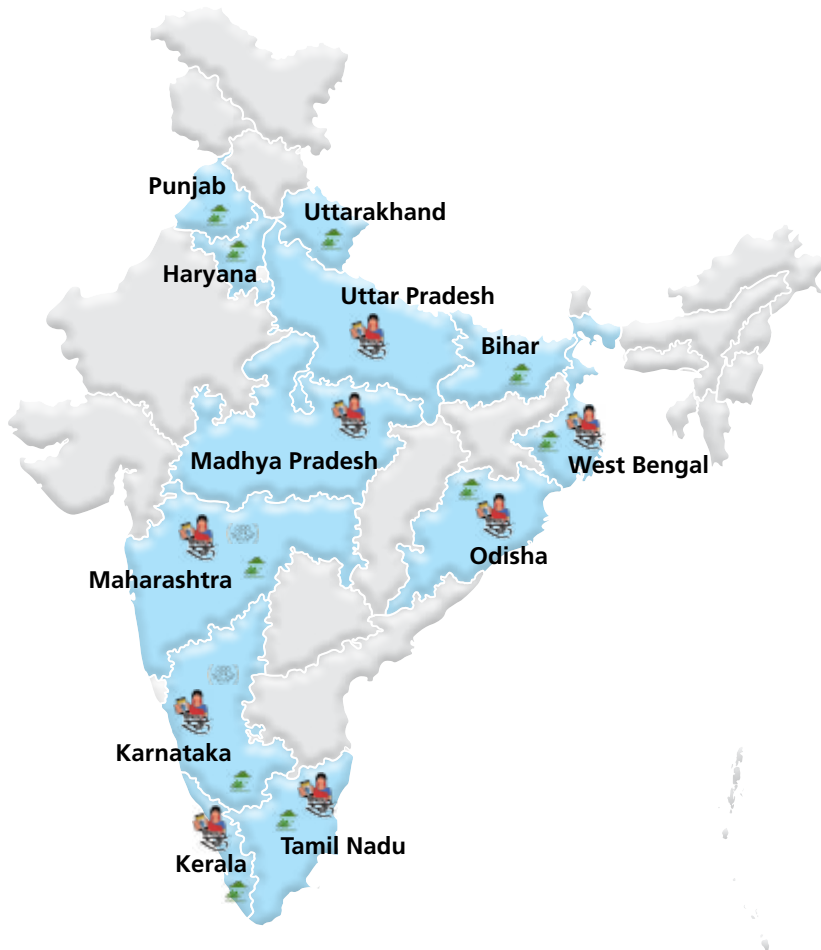 Punjab
Uttarakhand
Haryana
Uttar Pradesh
Bihar
Madhya Pradesh
West Bengal
Odisha
Maharashtra
Karnataka
Tamil Nadu
Kerala